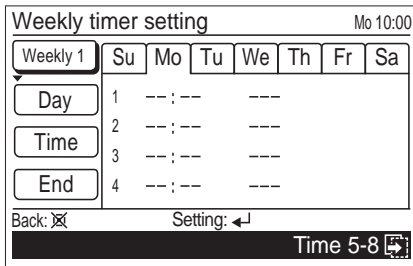 Weekly timer setting Mo 10:00
Weekly 1 Su Mo Tu We Th Fr Sa
Day 1 --:-- ---
2 --:-- ---
Time 3 --:-- ---
End 4 --:-- ---
Back: Setting:
Time 5-8